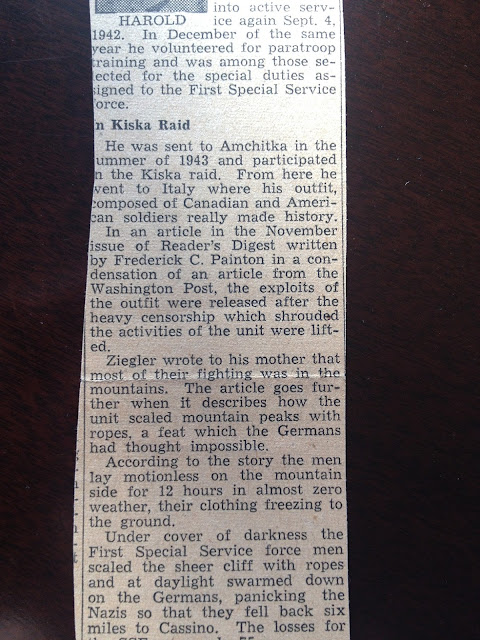 into active serv-
HAROLD ice again Sept. 4,
1942. In December of the same
year he volunteered for paratroop
training and was among those se-
ected for the special duties as-
signed to the First Special Service
orce.
n Kiska Raid
He was sent to Amchitka in the
ummer of 1943 and participated
n the Kiska raid. From here he
went to Italy where his outfit,
composed of Canadian and Ameri-
can soldiers really made history.
In an article in the November
issue of Reader's Digest written
by Frederick C. Painton in a con-
densation of an article from the
Washington Post, the exploits of
the outfit were released after the
heavy censorship which shrouded
the activities of the unit were lift-
ed.
Ziegler wrote to his mother that
most of their fighting was in the
mountains. The article goes fur-
ther when it describes how the
unit scaled mountain peaks with
ropes, a feat which the Germans
had thought impossible.
According to the story the men
lay motionless on the mountain
side for 12 hours in almost zero
weather, their clothing freezing to
the ground.
Under cover of darkness the
First Special Service force men
scaled the sheer cliff with ropes
and at daylight swarmed down
on the Germans, panicking the
Nazis so that they fell back six
miles to Cassino. The losses for